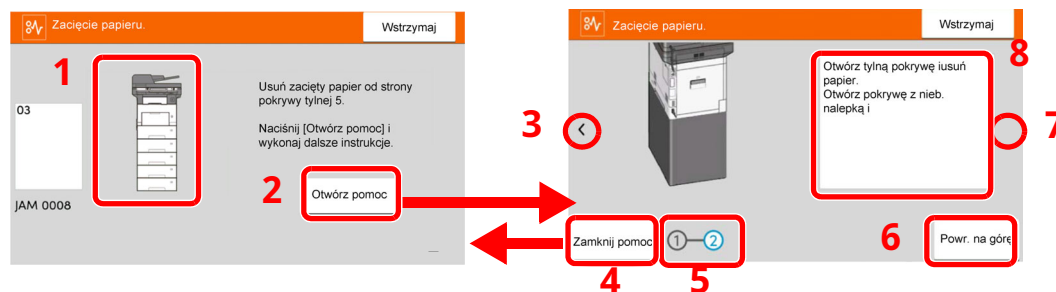 Zacięcie papieru.
Wstrzymaj
1
03
JAM 0008
Usuń zacięty papier od strony
pokrywy tylnej 5.
Naciśnij [Otwórz pomoc] i
wykonaj dalsze instrukcje.
2
Otwórz pomoc
Zacięcie papieru.
Wstrzymaj
8
3
Otwórz tylną pokrywę iusuń
papier.
Otwórz pokrywę z nieb.
nalepką i
7
Zamknij pomoc
1
2
6
Powr. na górę
4
5